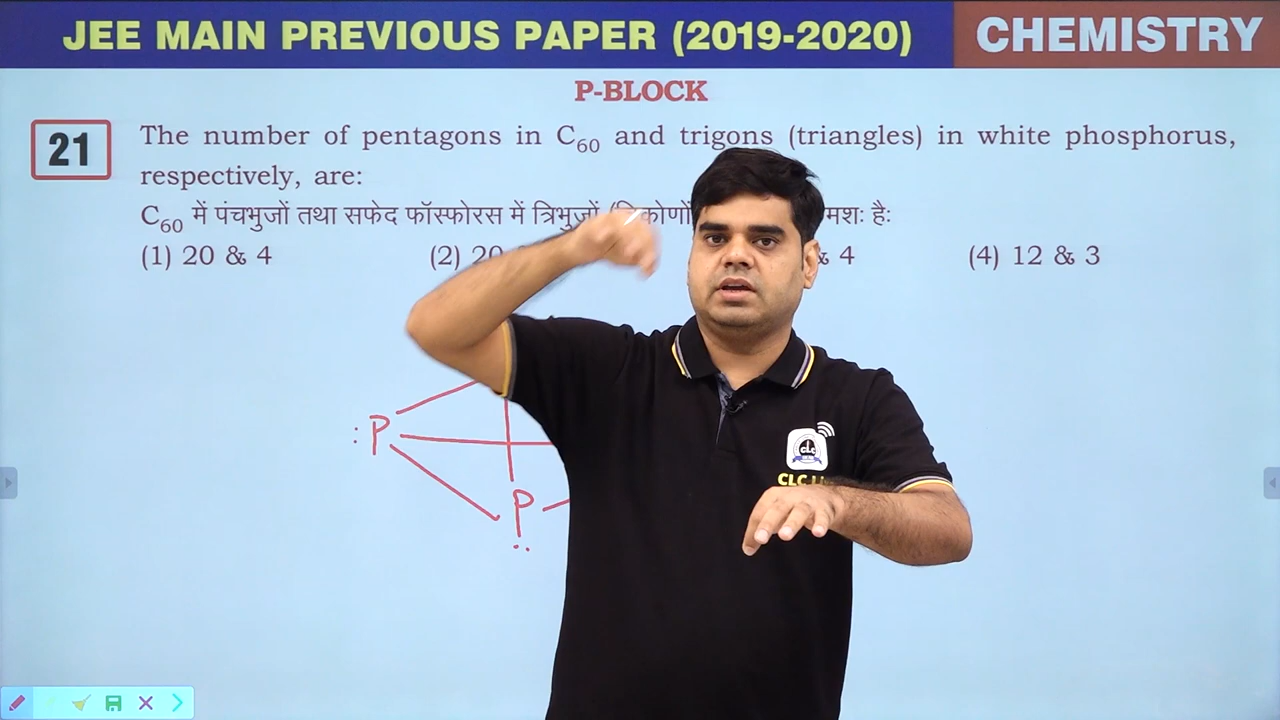 JEE MAIN PREVIOUS PAPER (2019-2020) CHEMISTRY
P-BLOCK
21
The number of pentagons in C₆₀ and trigons (triangles) in white phosphorus,
respectively, are:
C₆₀ में पंचभुजों तथा सफेद फॉस्फोरस में त्रिभुजों है:
(1) 20 & 4 (2) 20 & 4 (4) 12 & 3
:P
P
CLC